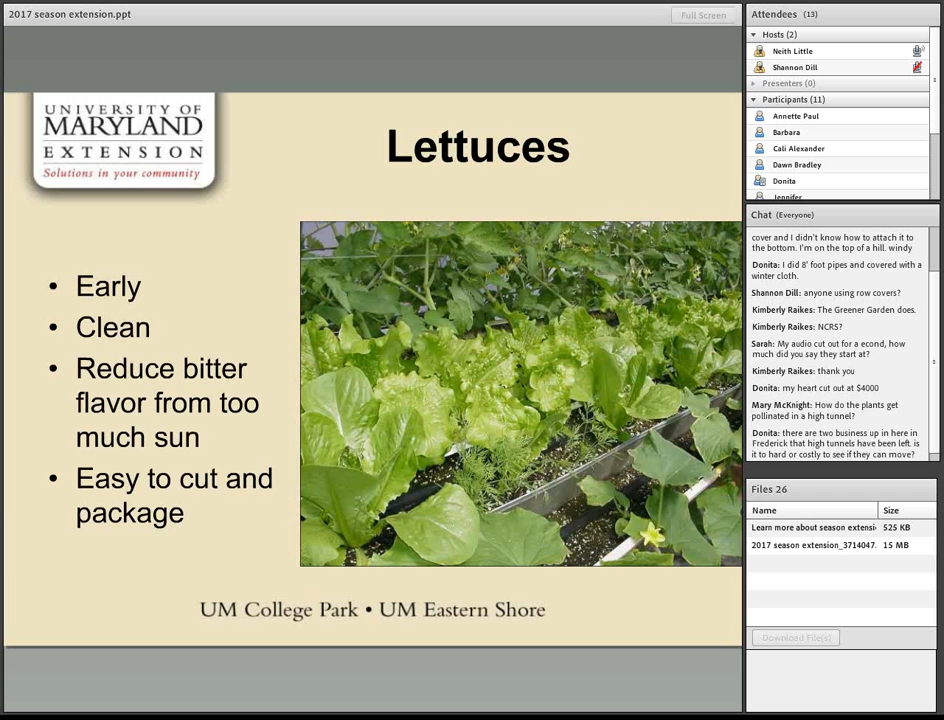 2017 season extension.ppt
Full Screen
UNIVERSITY OF
MARYLAND
EXTENSION
Solutions in your community
Lettuces
• Early
• Clean
• Reduce bitter
flavor from too
much sun
• Easy to cut and
package
UM College Park • UM Eastern Shore
Attendees (13)
Hosts (2)
Neith Little
Shannon Dill
Presenters (0)
Participants (11)
Annette Paul
Barbara
Cali Alexander
Dawn Bradley
Donita
Jennifer
Chat (Everyone)
cover and I didn't know how to attach it to
the bottom. I'm on the top of a hill. windy
Donita: I did 8' foot pipes and covered with a
winter cloth.
Shannon Dill: anyone using row covers?
Kimberly Raikes: The Greener Garden does.
Kimberly Raikes: NCRS?
Sarah: My audio cut out for a econd, how
much did you say they start at?
Kimberly Raikes: thank you
Donita: my heart cut out at $4000
Mary McKnight: How do the plants get
pollinated in a high tunnel?
Donita: there are two business up in here in
Frederick that high tunnels have been left. is
it to hard or costly to see if they can move?
Files 26
Name Size
Learn more about season extensi 525 KB
2017 season extension_3714047. 15 MB
Download File(s)